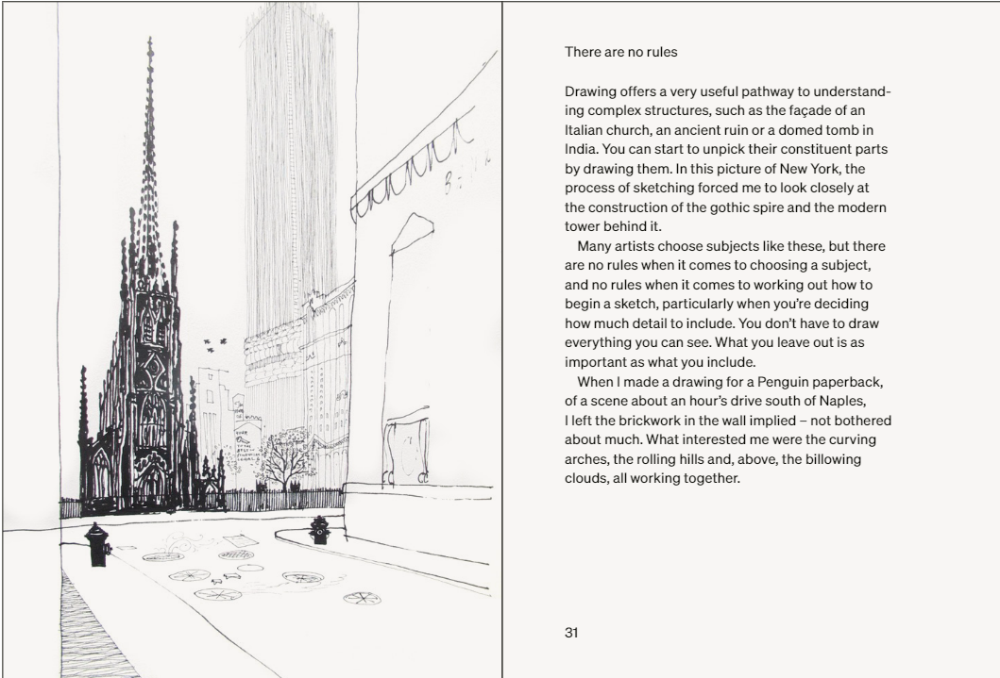 There are no rules
Drawing offers a very useful pathway to understand-
ing complex structures, such as the façade of an
Italian church, an ancient ruin or a domed tomb in
India. You can start to unpick their constituent parts
by drawing them. In this picture of New York, the
process of sketching forced me to look closely at
the construction of the gothic spire and the modern
tower behind it.
Many artists choose subjects like these, but there
are no rules when it comes to choosing a subject,
and no rules when it comes to working out how to
begin a sketch, particularly when you’re deciding
how much detail to include. You don’t have to draw
everything you can see. What you leave out is as
important as what you include.
When I made a drawing for a Penguin paperback,
of a scene about an hour’s drive south of Naples,
I left the brickwork in the wall implied – not bothered
about much. What interested me were the curving
arches, the rolling hills and, above, the billowing
clouds, all working together.
31